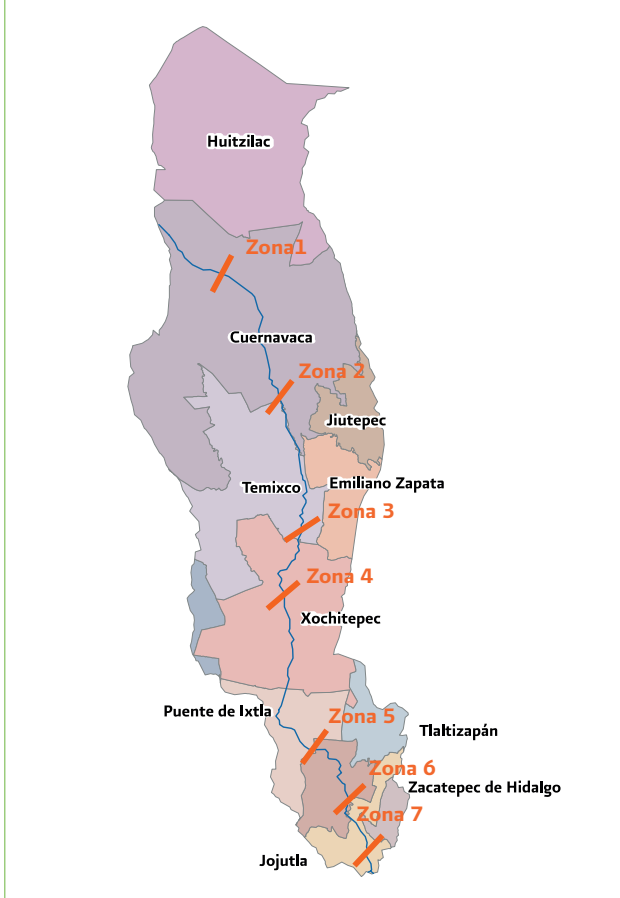 Huitzilac
Zona1
Cuernavaca
Zona 2
Jiutepec
Temixco
Emiliano Zapata
Zona 3
Zona 4
Xochitepec
Puente de Ixtla
Zona 5
Tlaltizapán
Zona 6
Zacatepec de Hidalgo
Zona 7
Jojutla